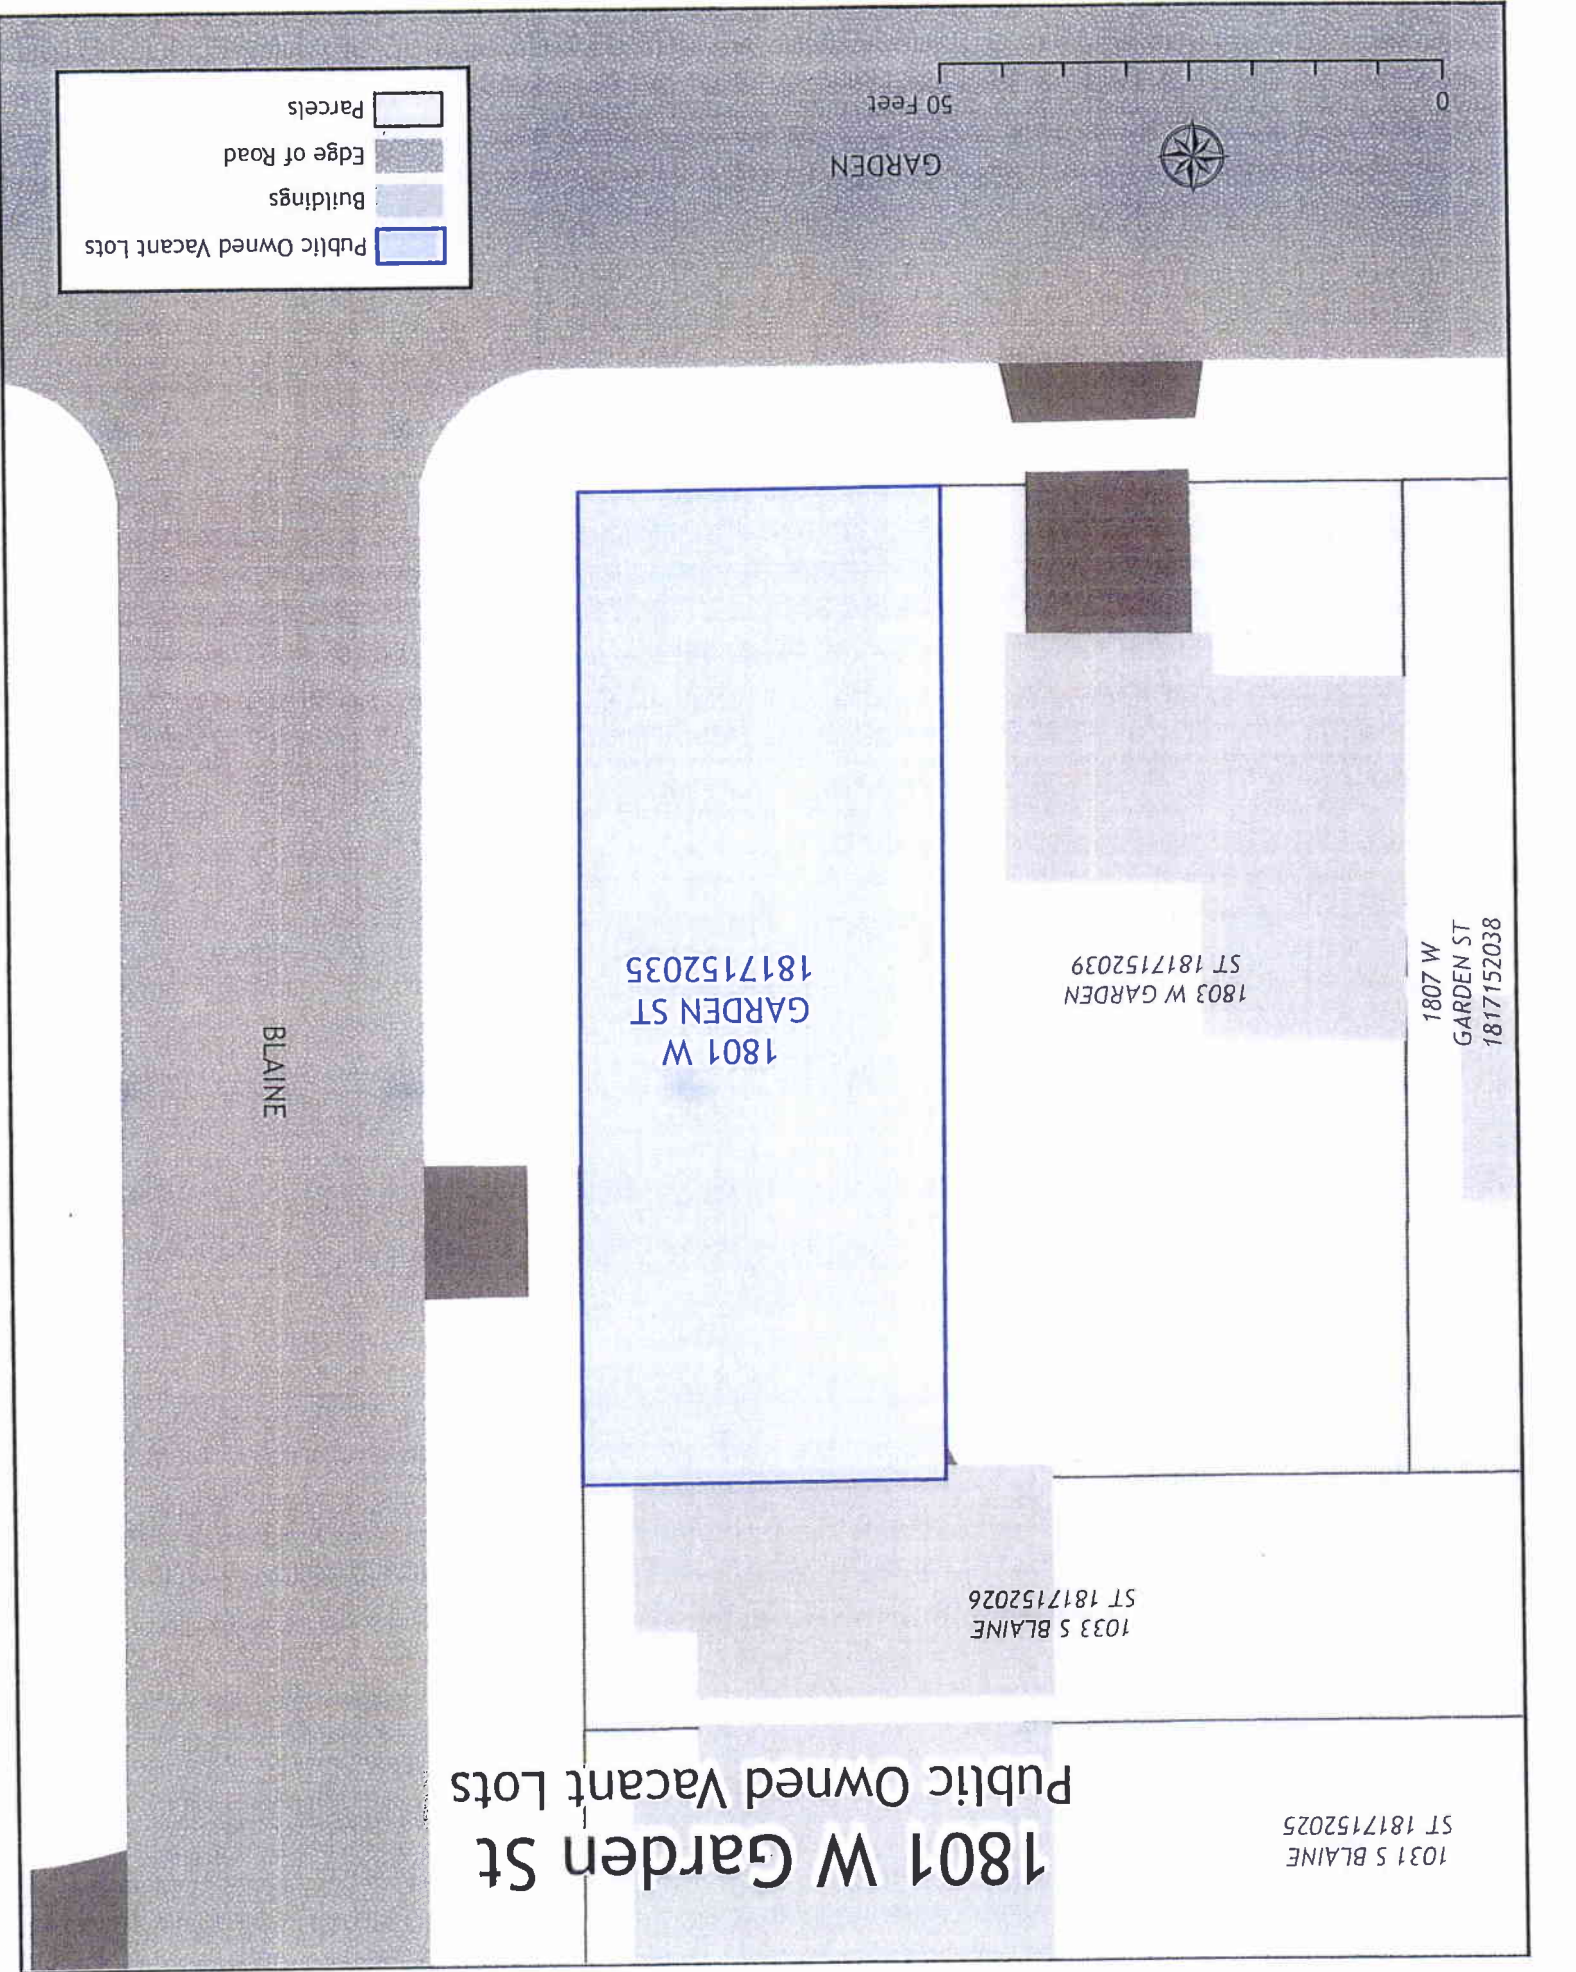 1801 W Garden St
Public Owned Vacant Lots
1031 S BLAINE
ST 1817152025
1033 S BLAINE
ST 1817152026
1807 W
GARDEN ST
1817152038
1803 W GARDEN
ST 1817152039
1801 W
GARDEN ST
1817152035
BLAINE
GARDEN
0
50 Feet
Public Owned Vacant Lots
Buildings
Edge of Road
Parcels